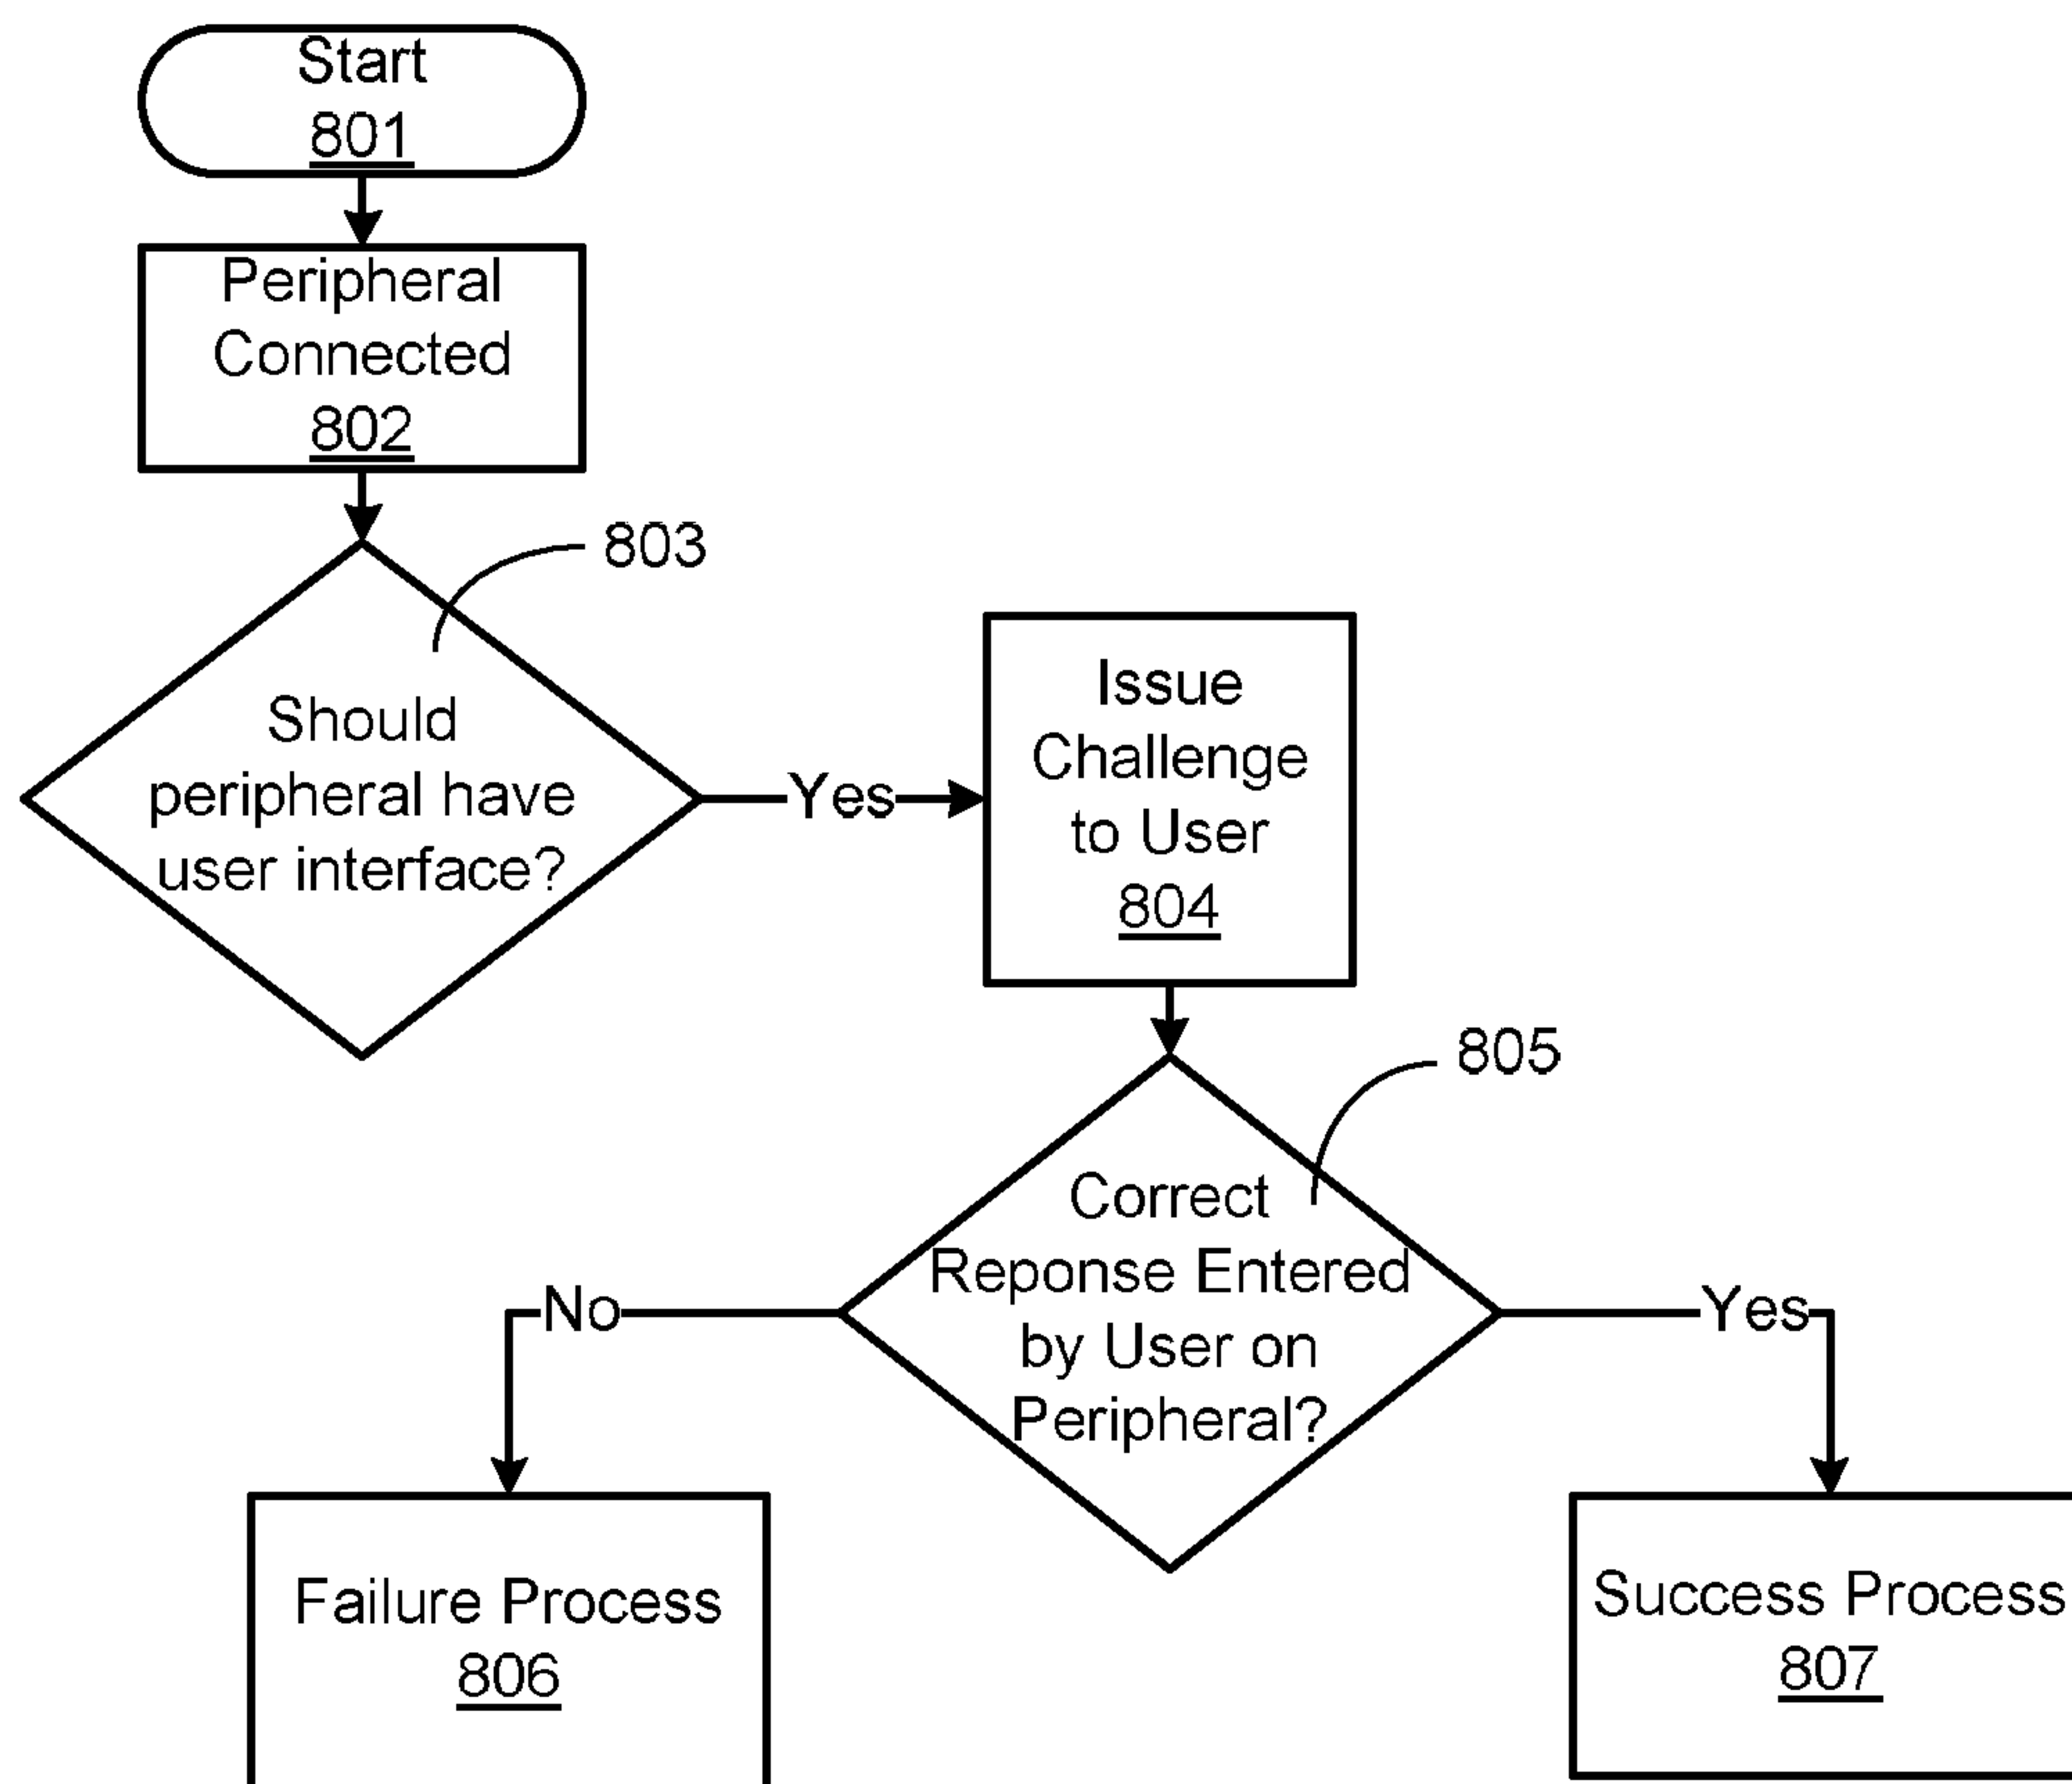 Start
801
Peripheral
Connected
802
803
Should
peripheral have
user interface?
Yes
Issue
Challenge
to User
804
805
Correct
Reponse Entered
by User on
Peripheral?
No
Yes
Failure Process
806
Success Process
807